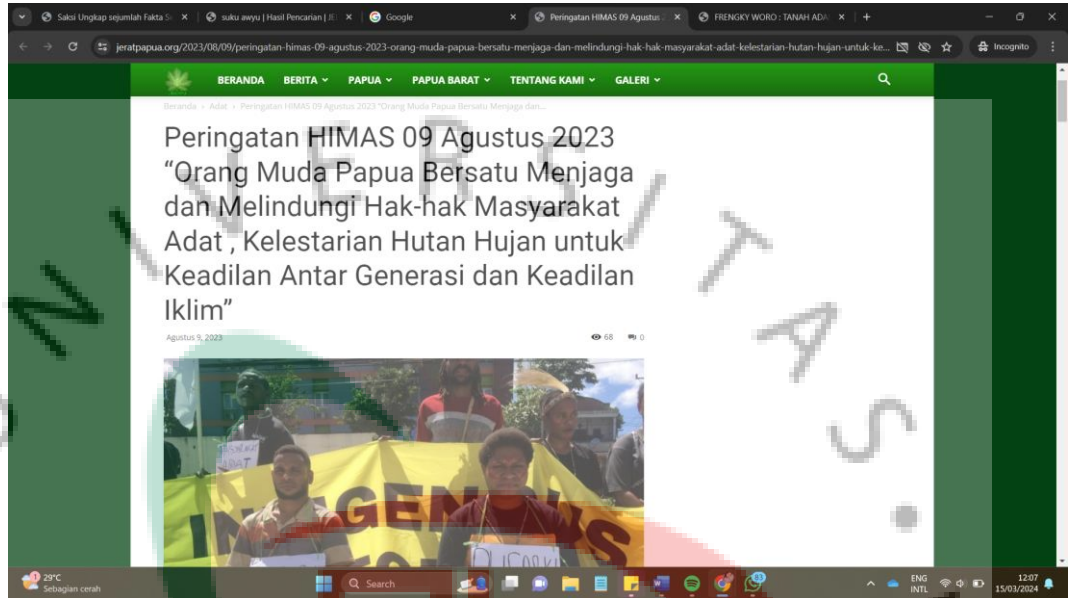 Saksi Ungkap sejumlah Fakta S
suku awyu | Hasil Pencarian | JE
Google
Peringatan HIMAS 09 Agustus
FRENGKY WORO : TANAH ADA
jeratpapua.org/2023/08/09/peringatan-himas-09-agustus-2023-orang-muda-papua-bersatu-menjaga-dan-melindungi-hak-hak-masyarakat-adat-kelestarian-hutan-hujan-untuk-ke...
Incognito
BERANDA BERITA PAPUA PAPUA BARAT TENTANG KAMI GALERI
Beranda › Adat › Peringatan HIMAS 09 Agustus 2023 "Orang Muda Papua Bersatu Menjaga dan...
Peringatan HIMAS 09 Agustus 2023
“Orang Muda Papua Bersatu Menjaga
dan Melindungi Hak-hak Masyarakat
Adat , Kelestarian Hutan Hujan untuk
Keadilan Antar Generasi dan Keadilan
Iklim”
Agustus 9, 2023
68 0
NIVERSITAS
ADAT
29°C
Sebagian cerah
Search
ENG
INTL
12:07
15/03/2024